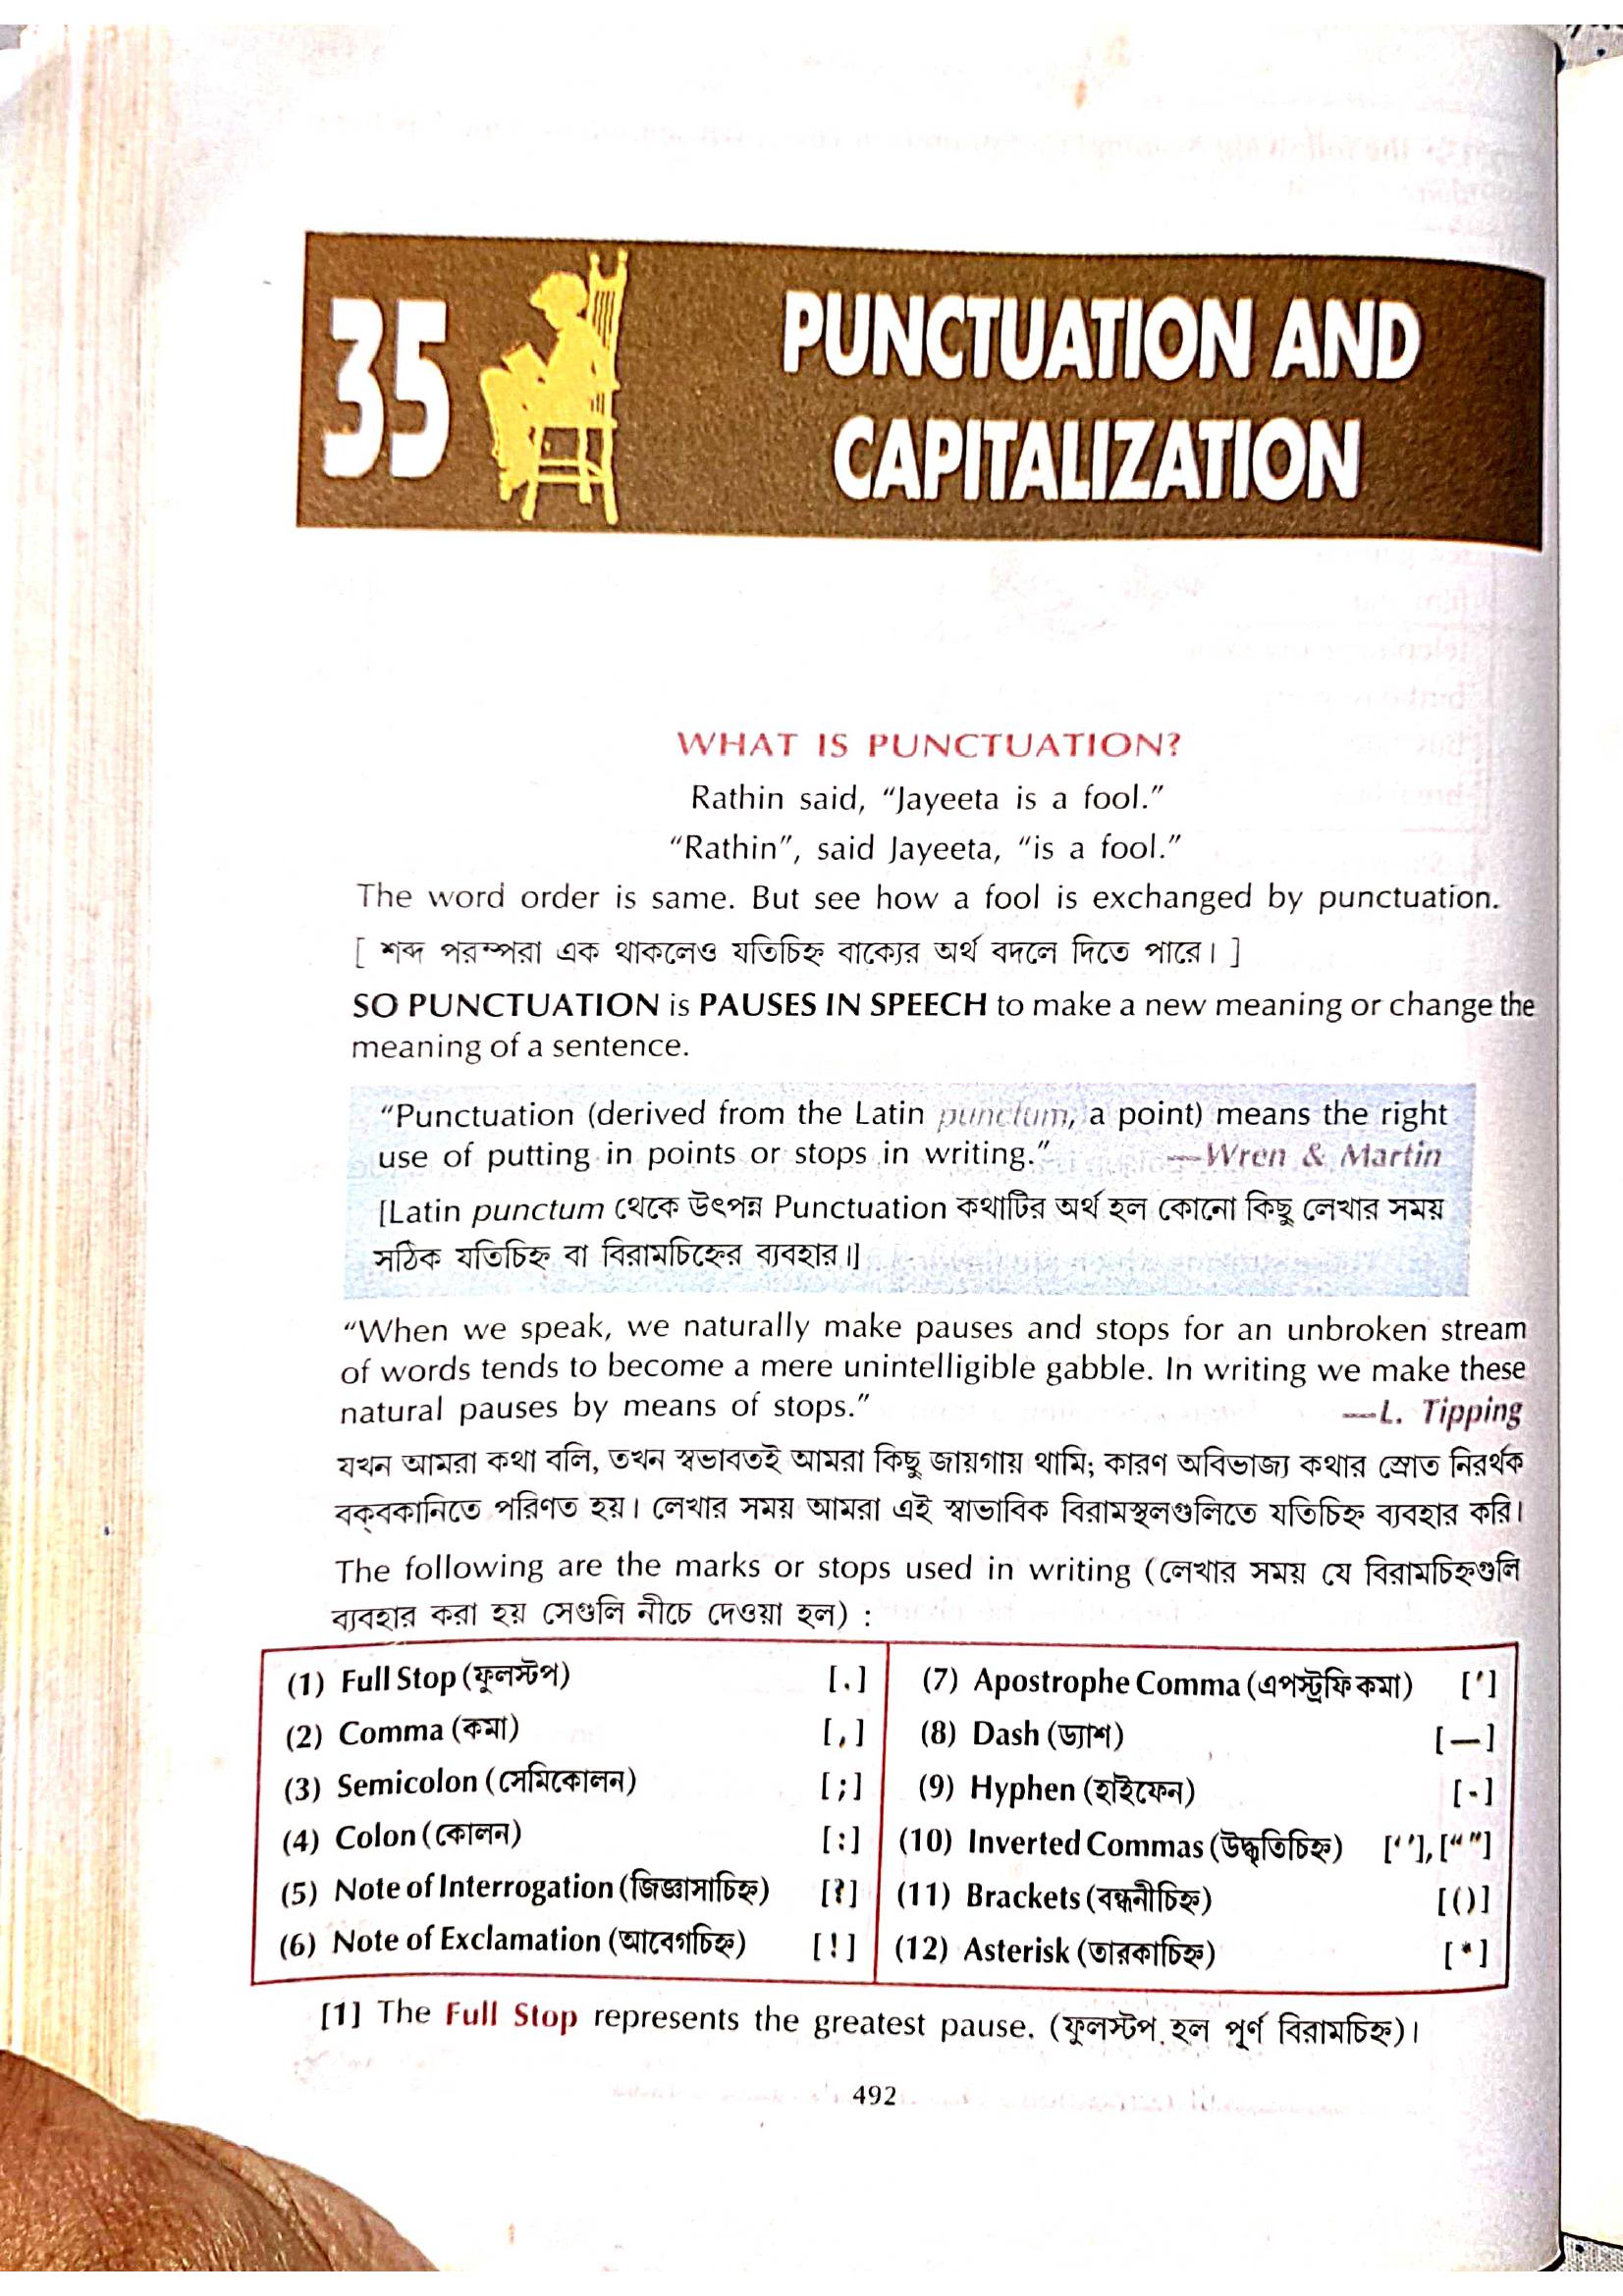 35
PUNCTUATION AND
CAPITALIZATION
WHAT IS PUNCTUATION?
Rathin said, “Jayeeta is a fool.”
“Rathin”, said Jayeeta, “is a fool.”
The word order is same. But see how a fool is exchanged by punctuation.
[ শব্দ পরম্পরা এক থাকলেও যতিচিহ্ন বাক্যের অর্থ বদলে দিতে পারে। ]
SO PUNCTUATION is PAUSES IN SPEECH to make a new meaning or change the
meaning of a sentence.
“Punctuation (derived from the Latin punctum, a point) means the right
use of putting in points or stops in writing.” —Wren & Martin
[Latin punctum থেকে উৎপন্ন Punctuation কথাটির অর্থ হল কোনো কিছু লেখার সময়
সঠিক যতিচিহ্ন বা বিরামচিহ্নের ব্যবহার।]
“When we speak, we naturally make pauses and stops for an unbroken stream
of words tends to become a mere unintelligible gabble. In writing we make these
natural pauses by means of stops.” —L. Tipping
যখন আমরা কথা বলি, তখন স্বভাবতই আমরা কিছু জায়গায় থামি; কারণ অবিভাজ্য কথার স্রোত নিরর্থক
বক্‌বকানিতে পরিণত হয়। লেখার সময় আমরা এই স্বাভাবিক বিরামস্থলগুলিতে যতিচিহ্ন ব্যবহার করি।
The following are the marks or stops used in writing (লেখার সময় যে বিরামচিহ্নগুলি
ব্যবহার করা হয় সেগুলি নীচে দেওয়া হল) :
(1) Full Stop (ফুলস্টপ) [.]
(2) Comma (কমা) [,]
(3) Semicolon (সেমিকোলন) [;]
(4) Colon (কোলন) [:]
(5) Note of Interrogation (জিজ্ঞাসাচিহ্ন) [?]
(6) Note of Exclamation (আবেগচিহ্ন) [!]
(7) Apostrophe Comma (এপস্ট্রফি কমা) [’]
(8) Dash (ড্যাশ) [—]
(9) Hyphen (হাইফেন) [-]
(10) Inverted Commas (উদ্ধৃতিচিহ্ন) [‘ ’], [“ ”]
(11) Brackets (বন্ধনীচিহ্ন) [()]
(12) Asterisk (তারকাচিহ্ন) [*]
[1] The Full Stop represents the greatest pause. (ফুলস্টপ হল পূর্ণ বিরামচিহ্ন)।
492